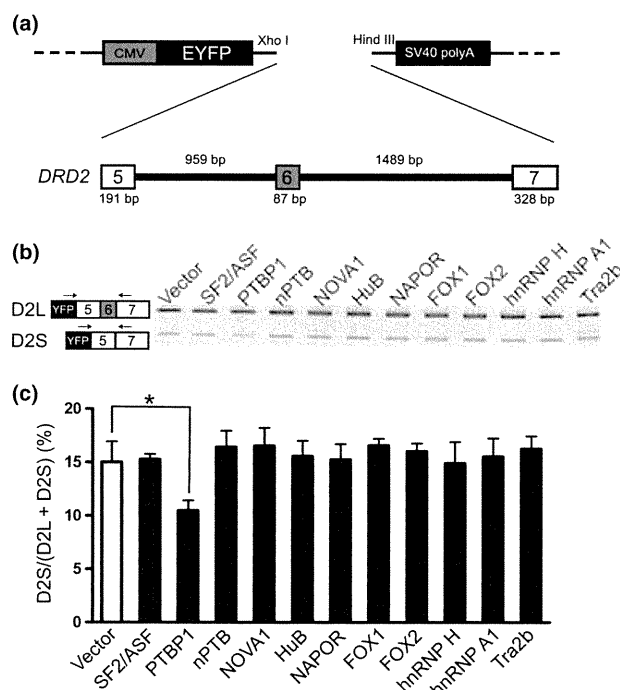 (a)
CMV EYFP Xho I Hind III SV40 polyA
959 bp 1489 bp
DRD2 5 6 7
191 bp 87 bp 328 bp
(b)
Vector SF2/ASF PTBP1 nPTB NOVA1 HuB NAPOR FOX1 FOX2 hnRNP H hnRNP A1 Tra2b
D2L YFP 5 6 7
D2S YFP 5 7
(c)
D2S/(D2L + D2S) (%)
20
15
10
5
0
*
Vector SF2/ASF PTBP1 nPTB NOVA1 HuB NAPOR FOX1 FOX2 hnRNP H hnRNP A1 Tra2b